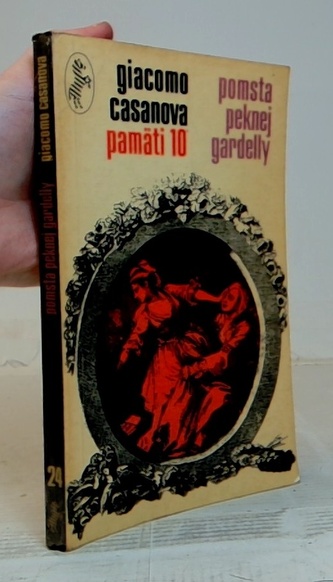 giacomo
casanova
pamäti 10
pomsta
peknej
gardelly
giacomo casanova
pomsta peknej gardelly
24